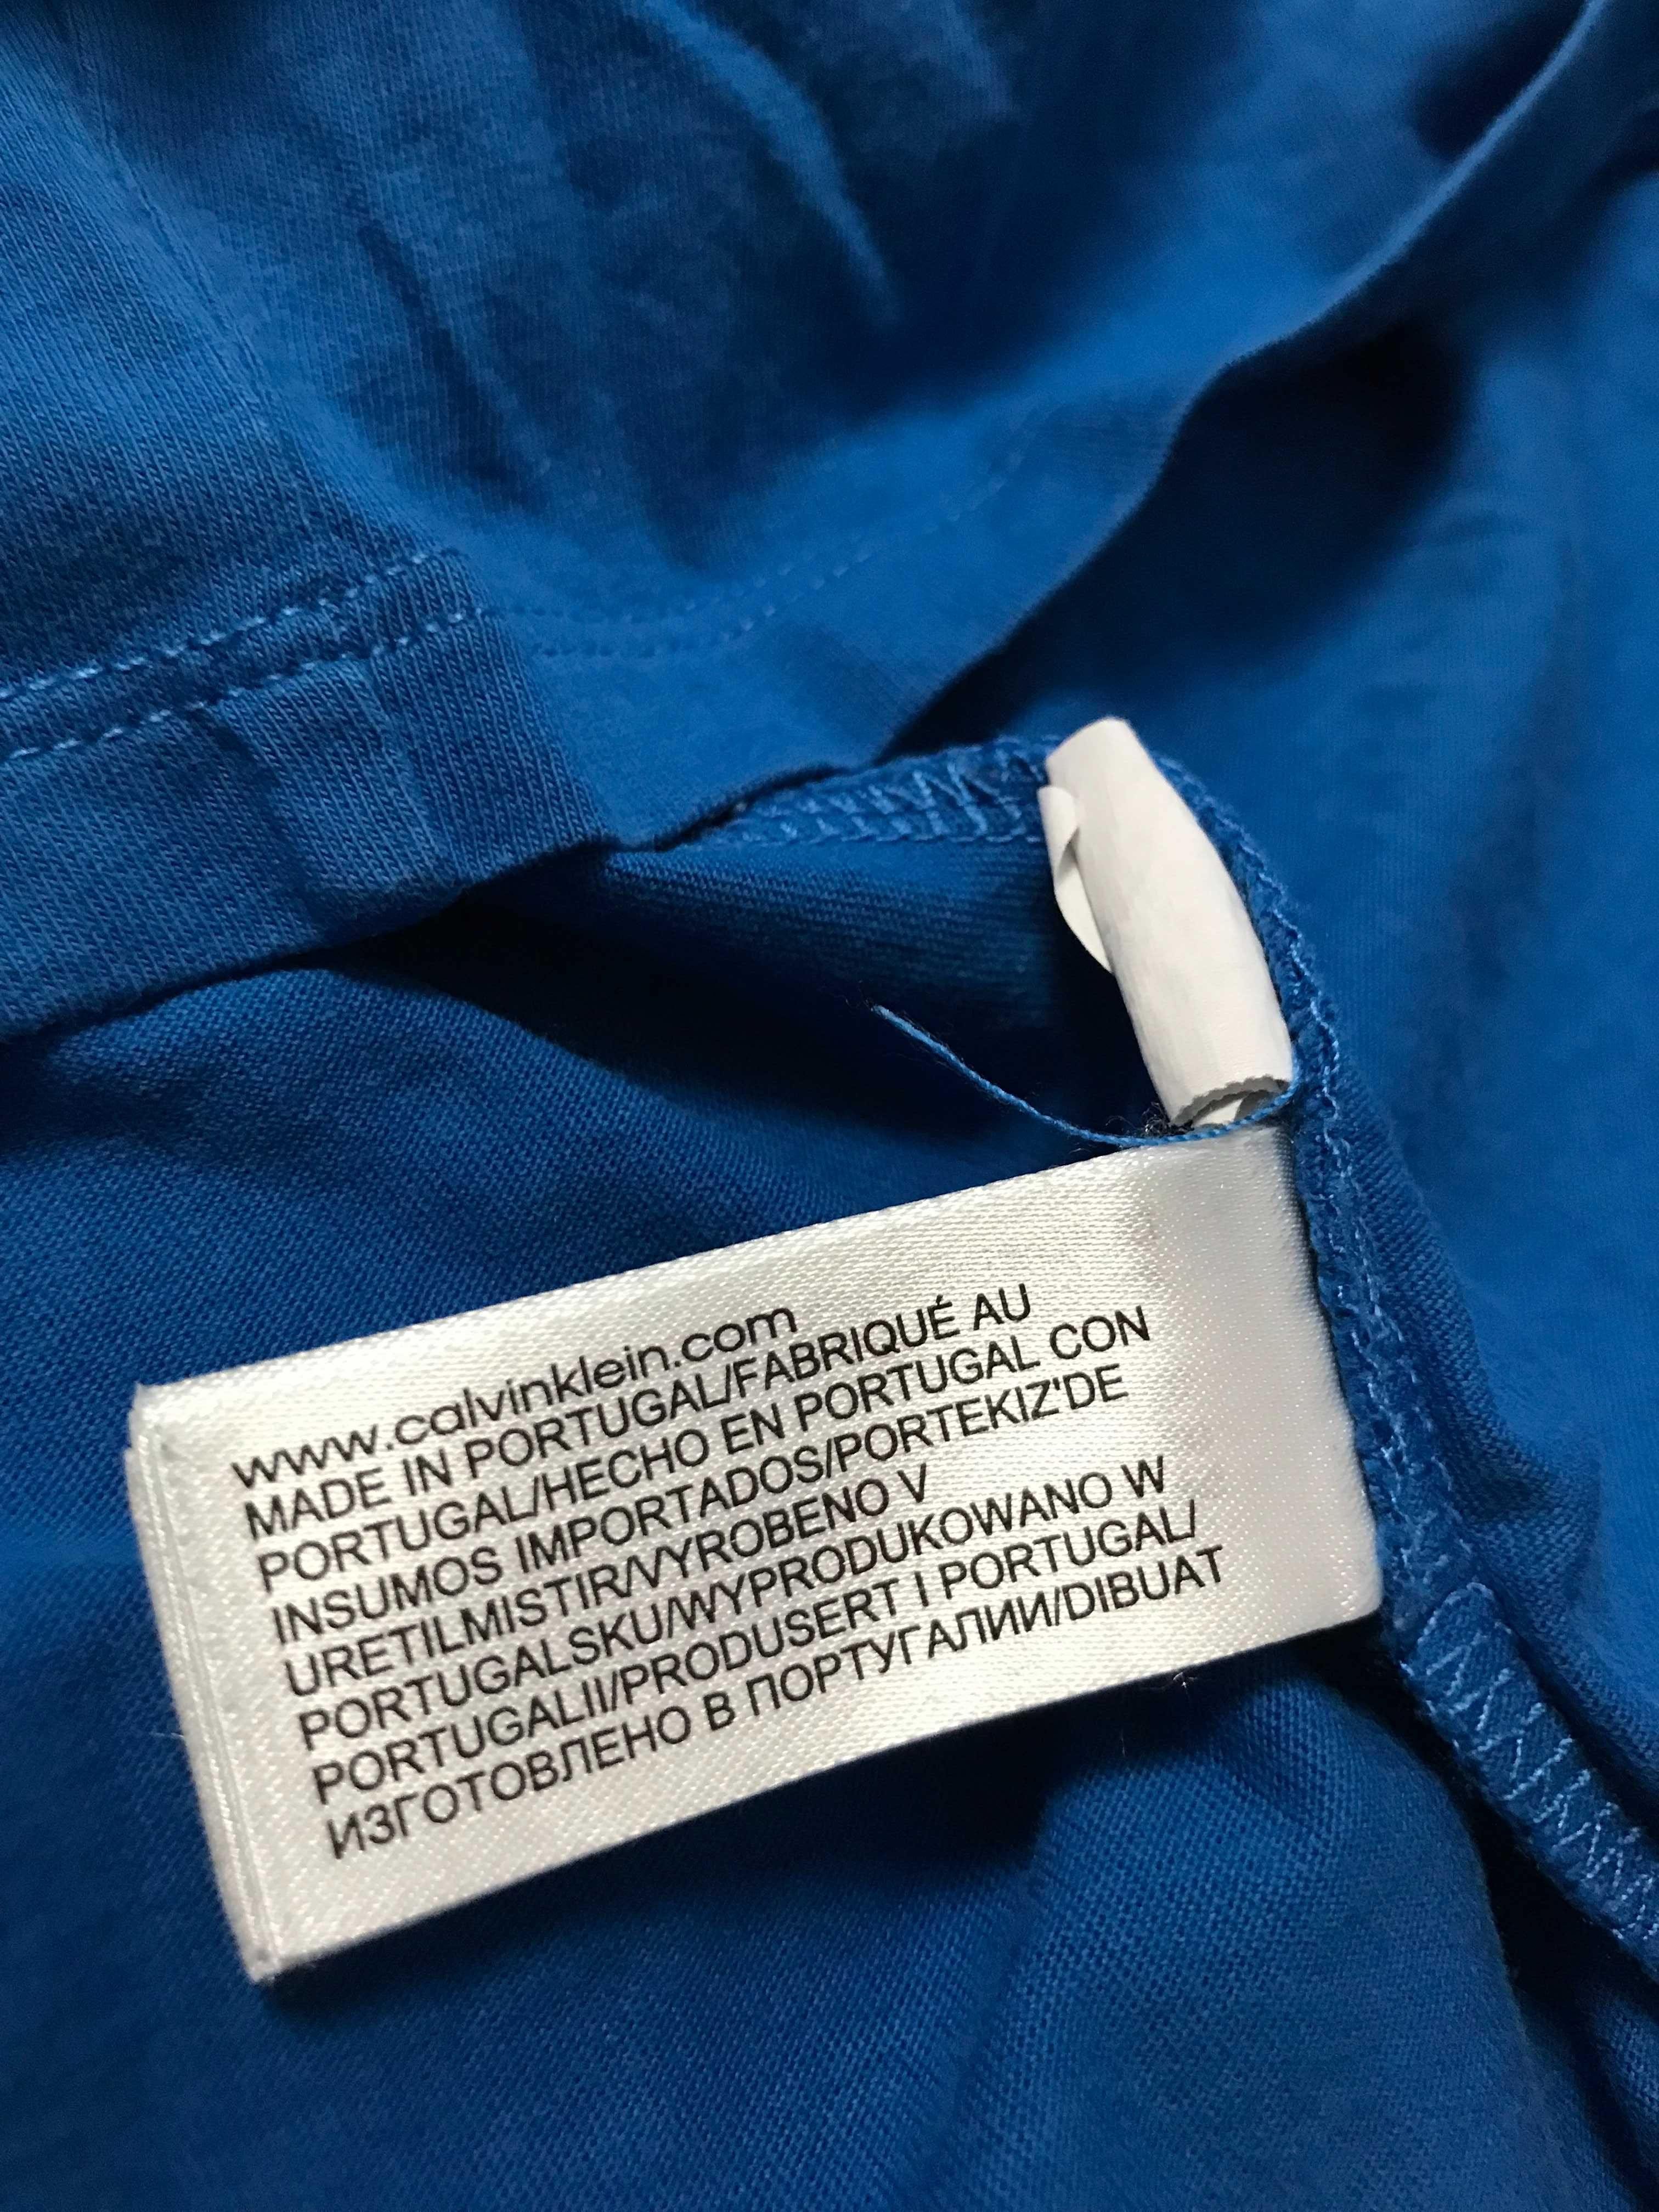 www.calvinklein.com
MADE IN PORTUGAL/FABRIQUÉ AU
PORTUGAL/HECHO EN PORTUGAL CON
INSUMOS IMPORTADOS/PORTEKIZ'DE
URETILMISTIR/VYROBENO V
PORTUGALSKU/WYPRODUKOWANO W
PORTUGALII/PRODUSERT I PORTUGAL/
ИЗГОТОВЛЕНО В ПОРТУГАЛИИ/DIBUAT